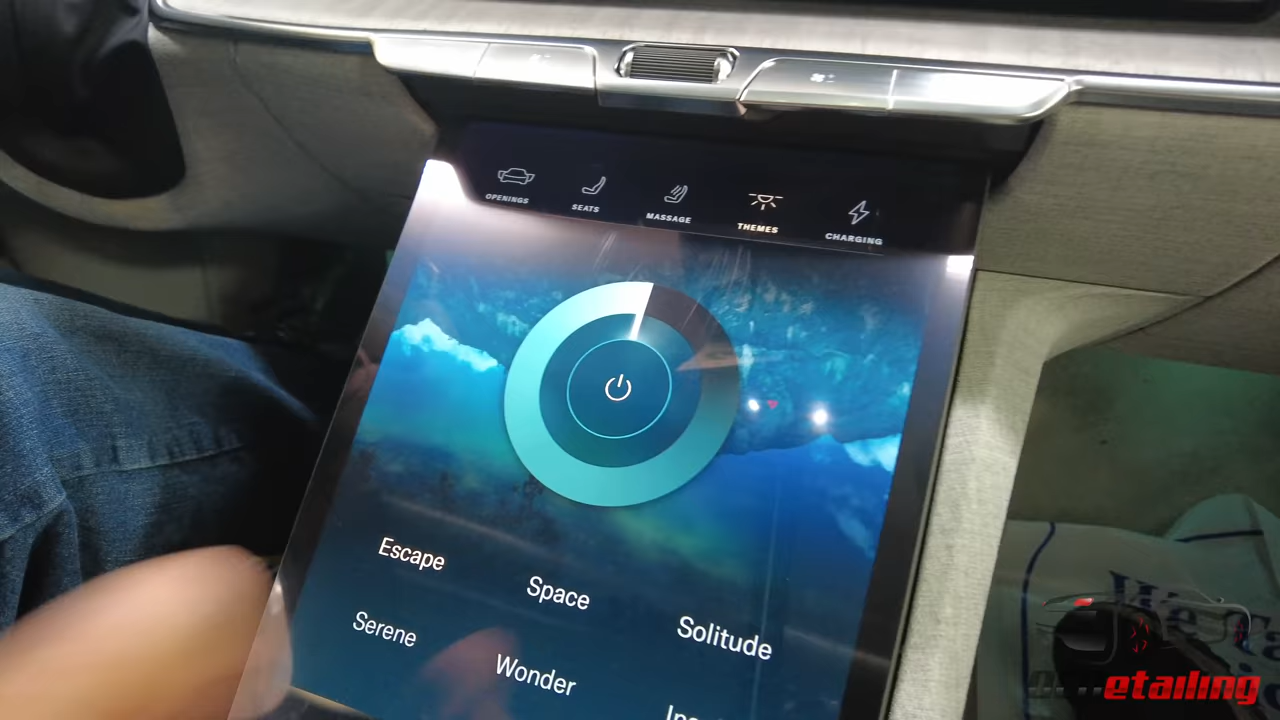 OPENINGS
SEATS
MASSAGE
THEMES
CHARGING
Escape
Space
Solitude
Serene
Wonder
etailing